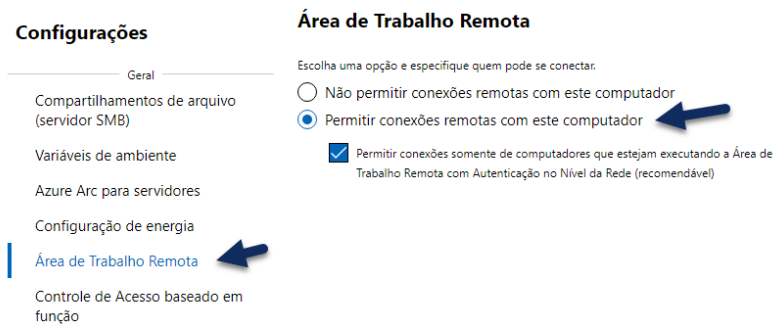 Configurações
Geral
Compartilhamentos de arquivo
(servidor SMB)
Variáveis de ambiente
Azure Arc para servidores
Configuração de energia
Área de Trabalho Remota
Controle de Acesso baseado em
função
Área de Trabalho Remota
Escolha uma opção e especifique quem pode se conectar.
Não permitir conexões remotas com este computador
Permitir conexões remotas com este computador
Permitir conexões somente de computadores que estejam executando a Área de
Trabalho Remota com Autenticação no Nível da Rede (recomendável)